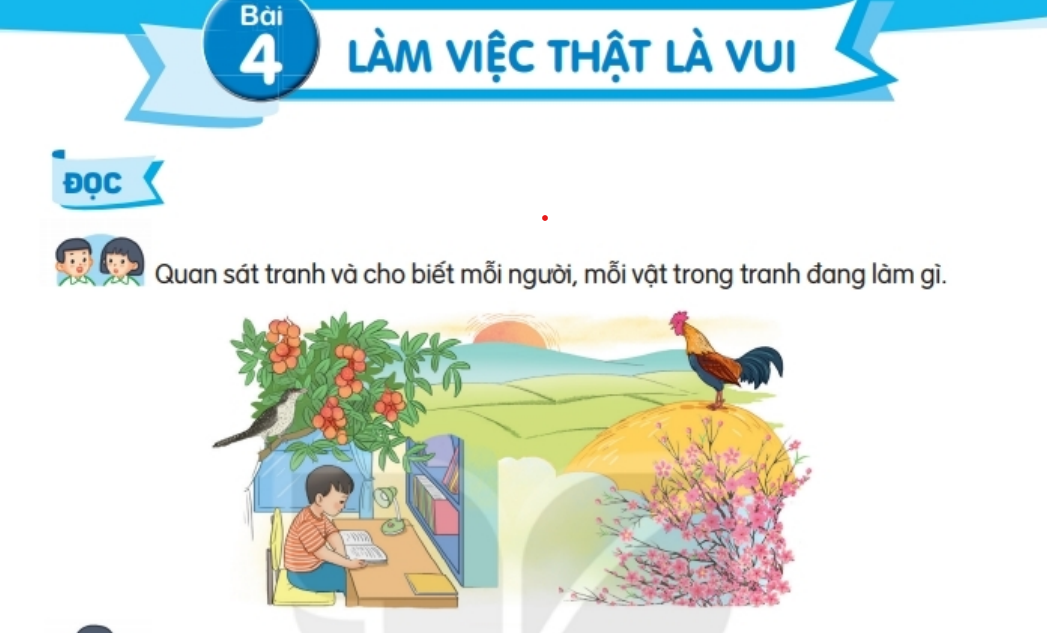 Bài
4
LÀM VIỆC THẬT LÀ VUI
ĐỌC
Quan sát tranh và cho biết mỗi người, mỗi vật trong tranh đang làm gì.